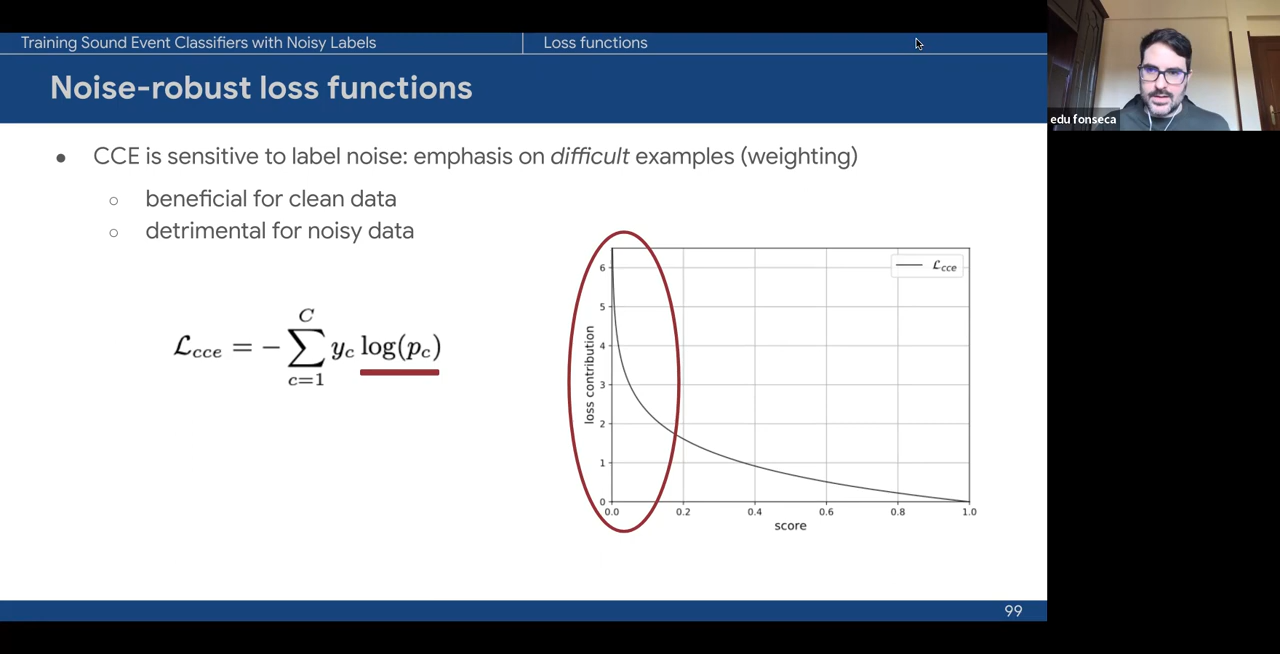 Training Sound Event Classifiers with Noisy Labels
Loss functions
Noise-robust loss functions
edu fonseca
● CCE is sensitive to label noise: emphasis on difficult examples (weighting)
○ beneficial for clean data
○ detrimental for noisy data
C
ℒcce = − ∑ yc log(pc)
c=1
ℒcce
6
5
4
3
2
1
0
loss contribution
0.0 0.2 0.4 0.6 0.8 1.0
score
99